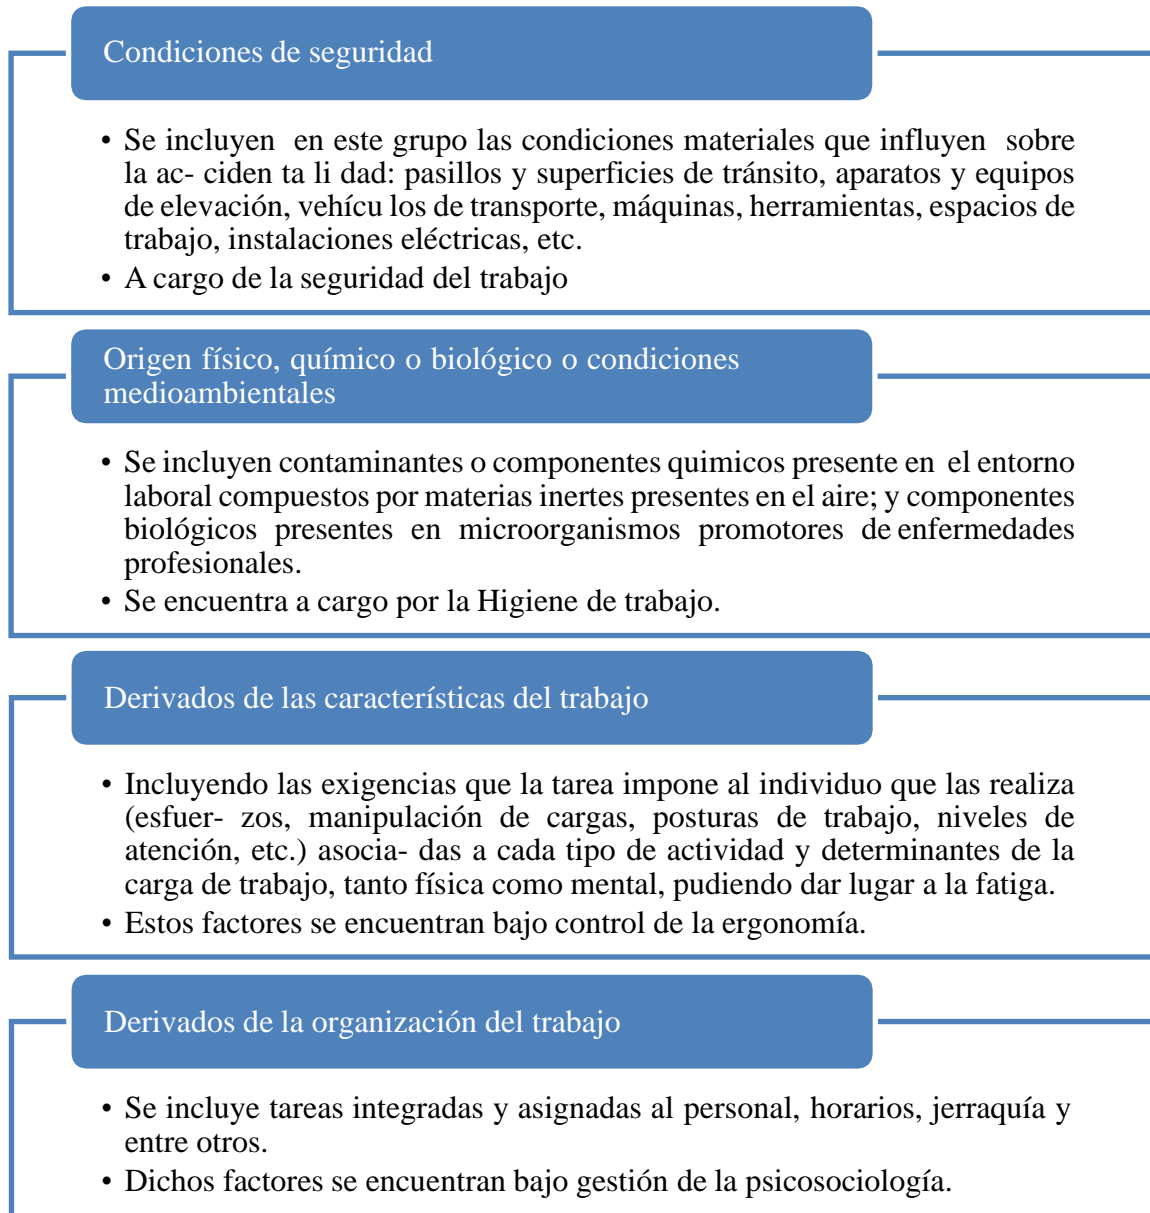 Condiciones de seguridad
• Se incluyen en este grupo las condiciones materiales que influyen sobre
la ac- ciden ta li dad: pasillos y superficies de tránsito, aparatos y equipos
de elevación, vehícu los de transporte, máquinas, herramientas, espacios de
trabajo, instalaciones eléctricas, etc.
• A cargo de la seguridad del trabajo
Origen físico, químico o biológico o condiciones
medioambientales
• Se incluyen contaminantes o componentes quimicos presente en el entorno
laboral compuestos por materias inertes presentes en el aire; y componentes
biológicos presentes en microorganismos promotores de enfermedades
profesionales.
• Se encuentra a cargo por la Higiene de trabajo.
Derivados de las características del trabajo
• Incluyendo las exigencias que la tarea impone al individuo que las realiza
(esfuer- zos, manipulación de cargas, posturas de trabajo, niveles de
atención, etc.) asocia- das a cada tipo de actividad y determinantes de la
carga de trabajo, tanto física como mental, pudiendo dar lugar a la fatiga.
• Estos factores se encuentran bajo control de la ergonomía.
Derivados de la organización del trabajo
• Se incluye tareas integradas y asignadas al personal, horarios, jerraquía y
entre otros.
• Dichos factores se encuentran bajo gestión de la psicosociología.